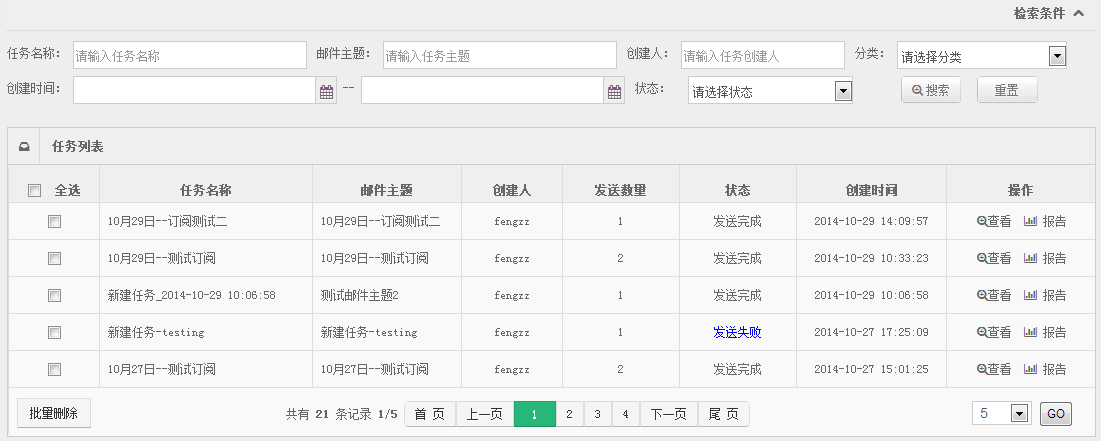 检索条件
任务名称: 请输入任务名称 邮件主题: 请输入任务主题 创建人: 请输入任务创建人 分类: 请选择分类
创建时间: -- 状态: 请选择状态 搜索 重置
任务列表
全选 任务名称 邮件主题 创建人 发送数量 状态 创建时间 操作
10月29日--订阅测试二 10月29日--订阅测试二 fengzz 1 发送完成 2014-10-29 14:09:57 查看 报告
10月29日--测试订阅 10月29日--测试订阅 fengzz 2 发送完成 2014-10-29 10:33:23 查看 报告
新建任务_2014-10-29 10:06:58 测试邮件主题2 fengzz 1 发送完成 2014-10-29 10:06:58 查看 报告
新建任务-testing 新建任务-testing fengzz 1 发送失败 2014-10-27 17:25:09 查看 报告
10月27日--测试订阅 10月27日--测试订阅 fengzz 2 发送完成 2014-10-27 15:01:25 查看 报告
批量删除 共有 21 条记录 1/5 首 页 上一页 1 2 3 4 下一页 尾 页 5 GO